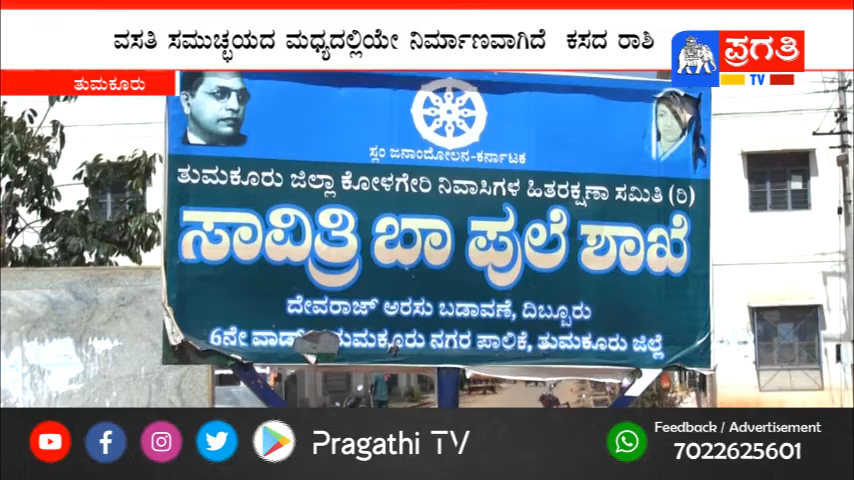 ವಸತಿ ಸಮುಚ್ಛಯದ ಮಧ್ಯದಲ್ಲಿಯೇ ನಿರ್ಮಾಣವಾಗಿದೆ ಕಸದ ರಾಶಿ
ಪ್ರಗತಿ
TV
ತುಮಕೂರು
ಸ್ಲಂ ಜನಾಂದೋಲನ-ಕರ್ನಾಟಕ
ತುಮಕೂರು ಜಿಲ್ಲಾ ಕೋಳಗೇರಿ ನಿವಾಸಿಗಳ ಹಿತರಕ್ಷಣಾ ಸಮಿತಿ (ರಿ)
ಸಾವಿತ್ರಿ ಬಾ ಫುಲೆ ಶಾಖೆ
ದೇವರಾಜ್ ಅರಸು ಬಡಾವಣೆ, ದಿಬ್ಬೂರು
6ನೇ ವಾರ್ಡ್ ತುಮಕೂರು ನಗರ ಪಾಲಿಕೆ, ತುಮಕೂರು ಜಿಲ್ಲೆ
Pragathi TV
Feedback / Advertisement
7022625601